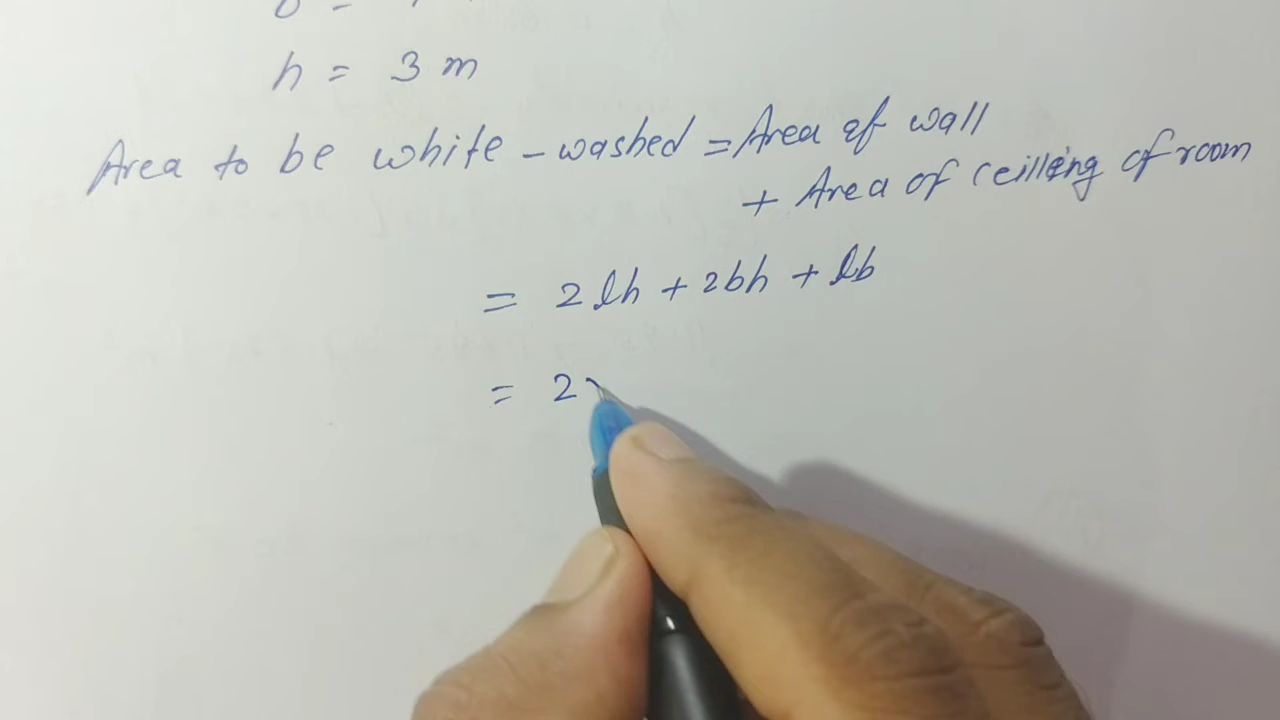 h = 3 m
Area to be white-washed = Area of wall
+ Area of ceilling of room
= 2lh + 2bh + lb
= 2